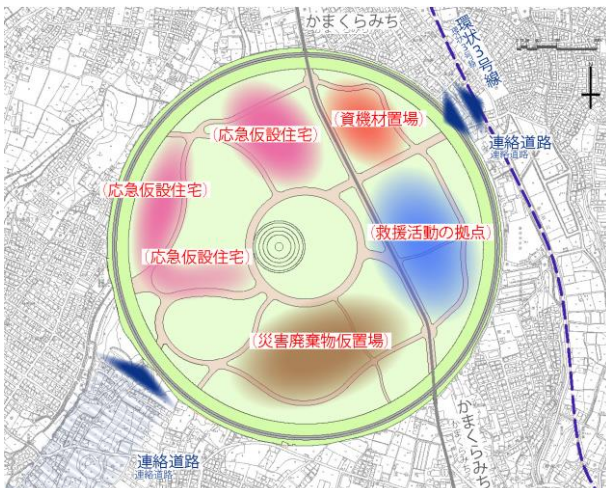 かまくらみち
環状3号線
(資機材置場)
(応急仮設住宅)
連絡道路
連絡道路
(応急仮設住宅)
(救援活動の拠点)
(応急仮設住宅)
(災害廃棄物仮置場)
かまくらみち
連絡道路
連絡道路